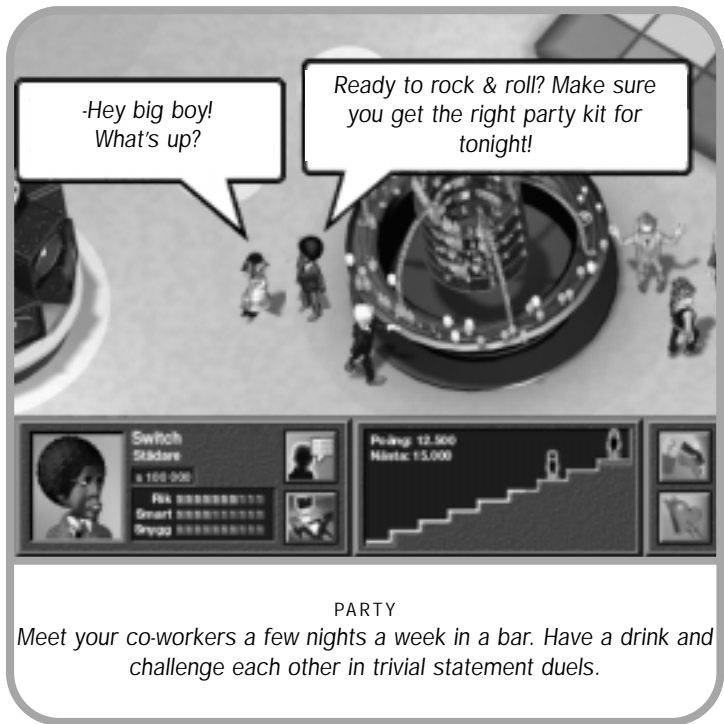 -Hey big boy!
What's up?
Ready to rock & roll? Make sure
you get the right party kit for
tonight!
Switch
Städare
Rik
Smart
Snygg
Poäng: 12.500
Nästa: 15.000
PARTY
Meet your co-workers a few nights a week in a bar. Have a drink and
challenge each other in trivial statement duels.